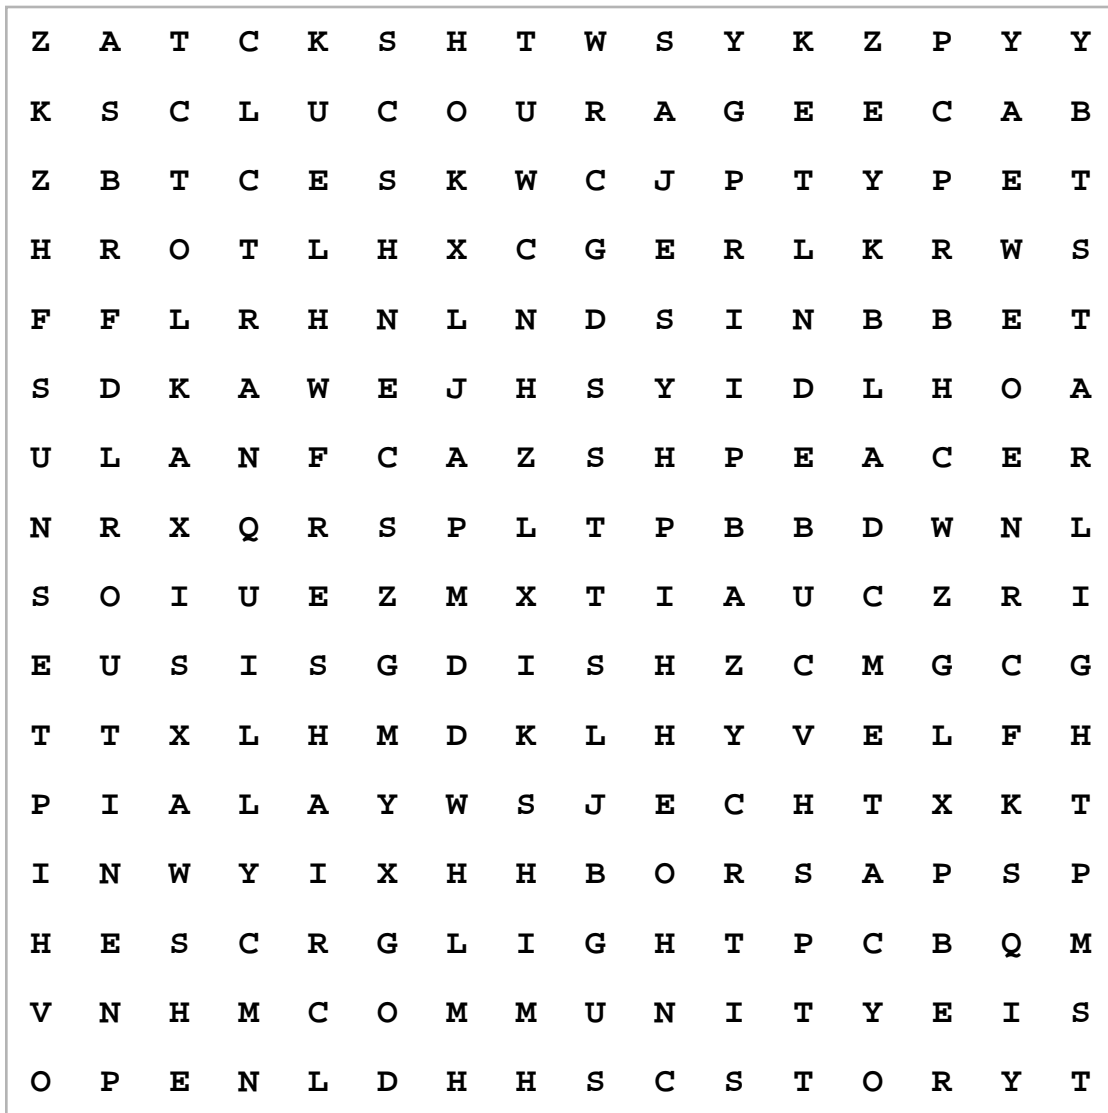 Z A T C K S H T W S Y K Z P Y Y
K S C L U C O U R A G E E C A B
Z B T C E S K W C J P T Y P E T
H R O T L H X C G E R L K R W S
F F L R H N L N D S I N B B E T
S D K A W E J H S Y I D L H O A
U L A N F C A Z S H P E A C E R
N R X Q R S P L T P B B D W N L
S O I U E Z M X T I A U C Z R I
E U S I S G D I S H Z C M G C G
T T X L H M D K L H Y V E L F H
P I A L A Y W S J E C H T X K T
I N W Y I X H H B O R S A P S P
H E S C R G L I G H T P C B Q M
V N H M C O M M U N I T Y E I S
O P E N L D H H S C S T O R Y T